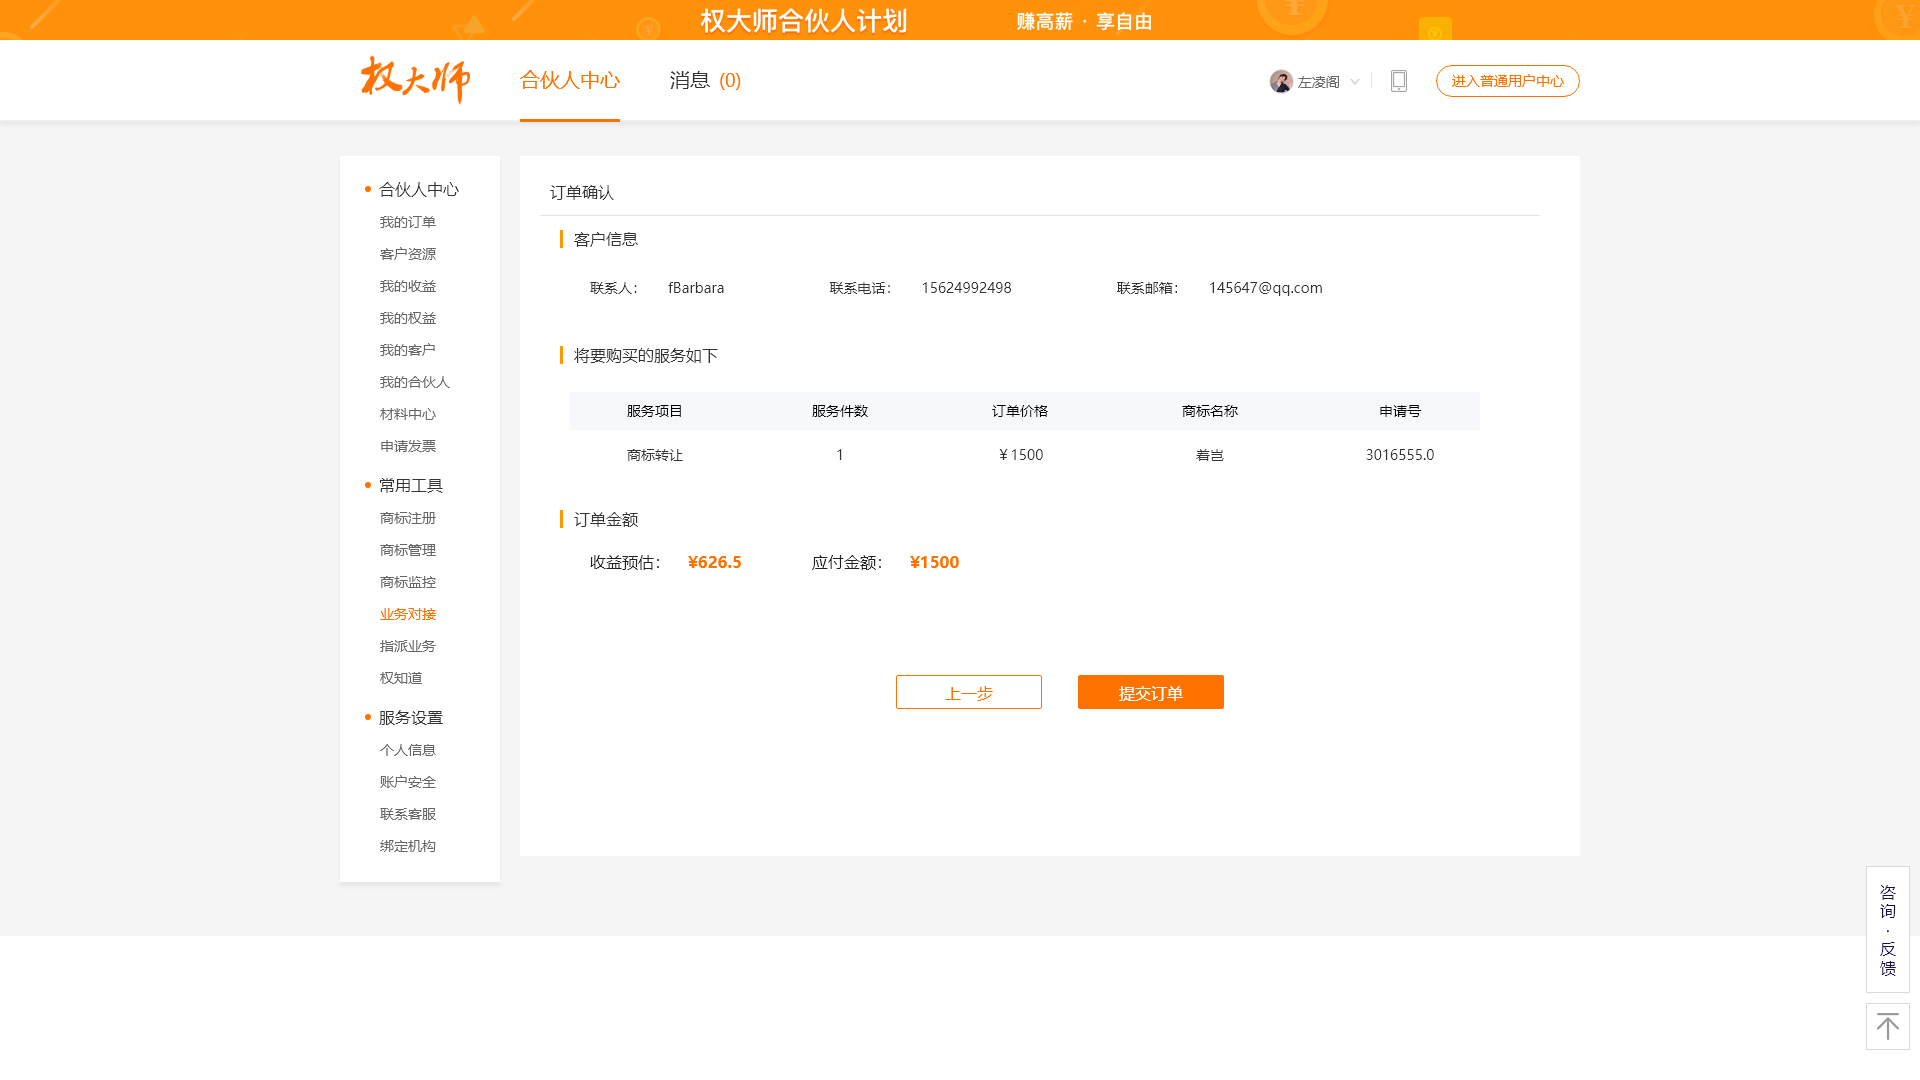 权大师合伙人计划 赚高薪 · 享自由
权大师 合伙人中心 消息 (0) 左凌阁 进入普通用户中心
合伙人中心
我的订单
客户资源
我的收益
我的权益
我的客户
我的合伙人
材料中心
申请发票
常用工具
商标注册
商标管理
商标监控
业务对接
指派业务
权知道
服务设置
个人信息
账户安全
联系客服
绑定机构
订单确认
客户信息
联系人： fBarbara 联系电话： 15624992498 联系邮箱： 145647@qq.com
将要购买的服务如下
服务项目 服务件数 订单价格 商标名称 申请号
商标转让 1 ¥1500 着岂 3016555.0
订单金额
收益预估： ¥626.5 应付金额： ¥1500
上一步 提交订单
咨
询
·
反
馈